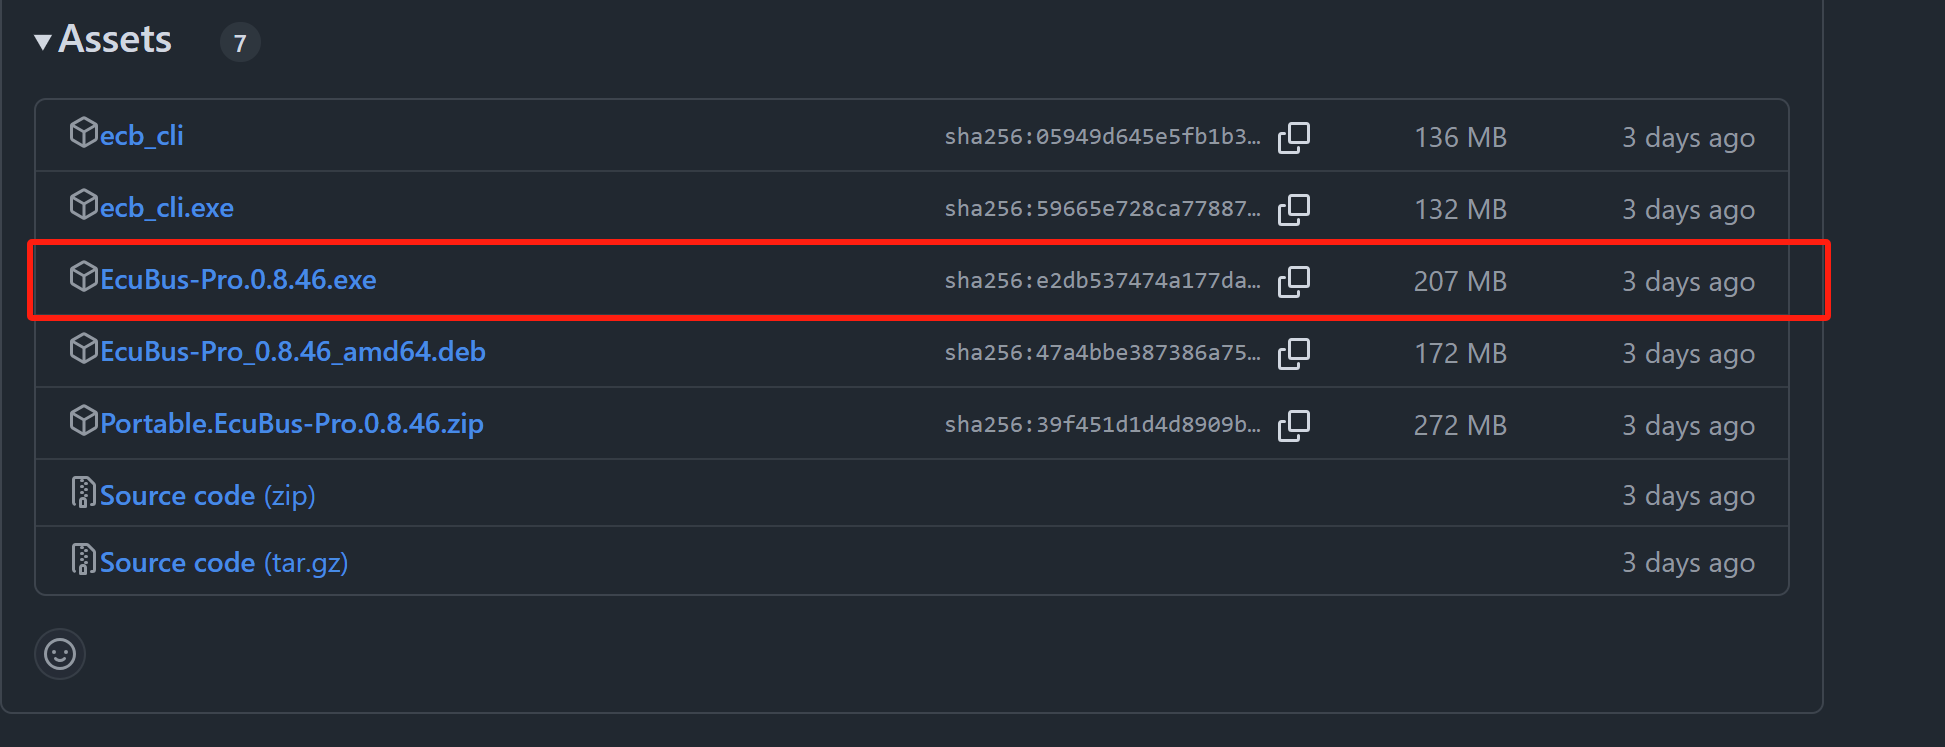 Assets 7
ecb_cli sha256:05949d645e5fb1b3… 136 MB 3 days ago
ecb_cli.exe sha256:59665e728ca77887… 132 MB 3 days ago
EcuBus-Pro.0.8.46.exe sha256:e2db537474a177da… 207 MB 3 days ago
EcuBus-Pro_0.8.46_amd64.deb sha256:47a4bbe387386a75… 172 MB 3 days ago
Portable.EcuBus-Pro.0.8.46.zip sha256:39f451d1d4d8909b… 272 MB 3 days ago
Source code (zip) 3 days ago
Source code (tar.gz) 3 days ago